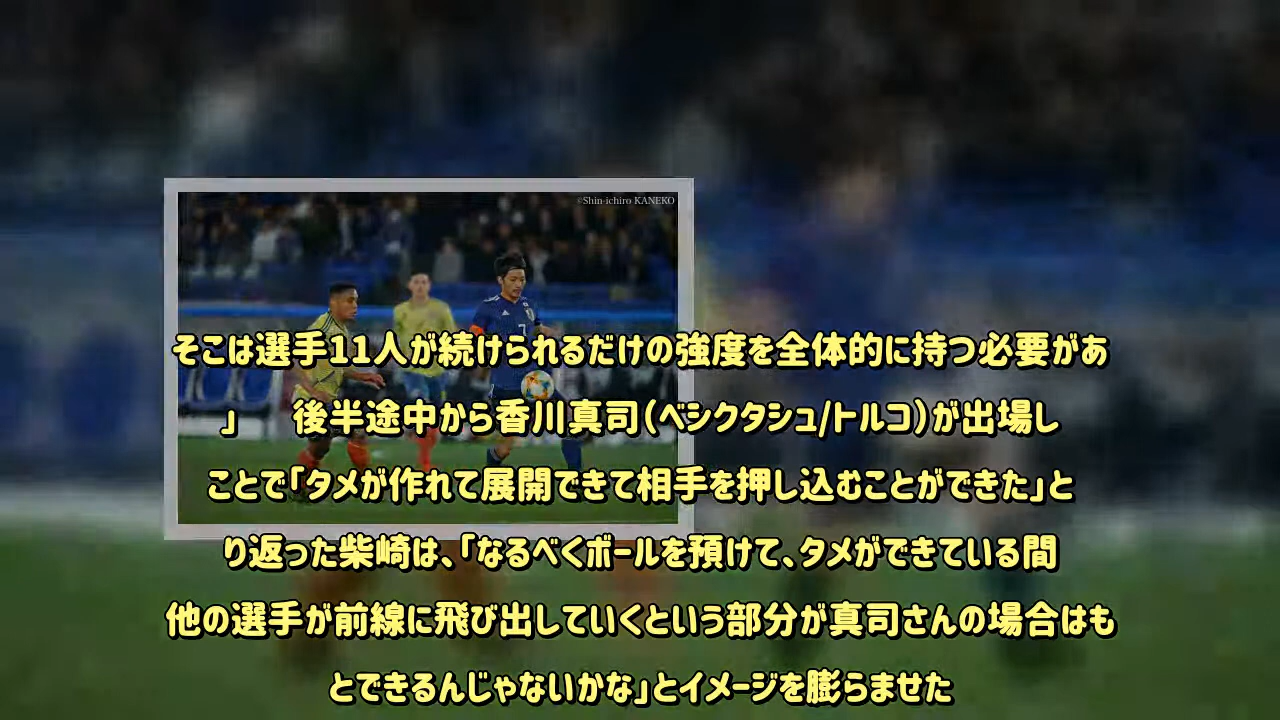 ©Shin-ichiro KANEKO
そこは選手11人が続けられるだけの強度を全体的に持つ必要があ
」　後半途中から香川真司(ベシクタシュ/トルコ)が出場し
ことで「タメが作れて展開できて相手を押し込むことができた」と
り返った柴崎は、「なるべくボールを預けて、タメができている間
他の選手が前線に飛び出していくという部分が真司さんの場合はも
とできるんじゃないかな」とイメージを膨らませた